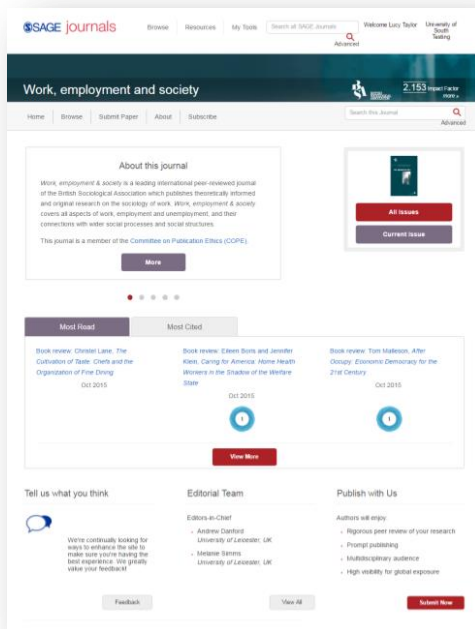 SAGE journals
Browse Resources My Tools Search all SAGE Journals Welcome Lucy Taylor University of South Testing
Advanced
Work, employment and society
2.153 Impact Factor
more »
Home Browse Submit Paper About Subscribe Search this Journal
Advanced
About this journal
Work, employment & society is a leading international peer-reviewed journal
of the British Sociological Association which publishes theoretically informed
and original research on the sociology of work. Work, employment & society
covers all aspects of work, employment and unemployment, and their
connections with wider social processes and social structures.
This journal is a member of the Committee on Publication Ethics (COPE).
More
All Issues
Current Issue
Most Read Most Cited
Book review: Christel Lane, The
Cultivation of Taste: Chefs and the
Organization of Fine Dining
Oct 2015
Book review: Eileen Boris and Jennifer
Klein, Caring for America: Home Health
Workers in the Shadow of the Welfare
State
Oct 2015
1
Book review: Tom Malleson, After
Occupy: Economic Democracy for the
21st Century
Oct 2015
1
View More
Tell us what you think
We're continually looking for
ways to enhance the site to
make sure you're having the
best experience. We greatly
value your feedback!
Feedback
Editorial Team
Editors-in-Chief
Andrew Danford
University of Leicester, UK
Melanie Simms
University of Leicester, UK
View All
Publish with Us
Authors will enjoy
Rigorous peer review of your research
Prompt publishing
Multidisciplinary audience
High visibility for global exposure
Submit Now